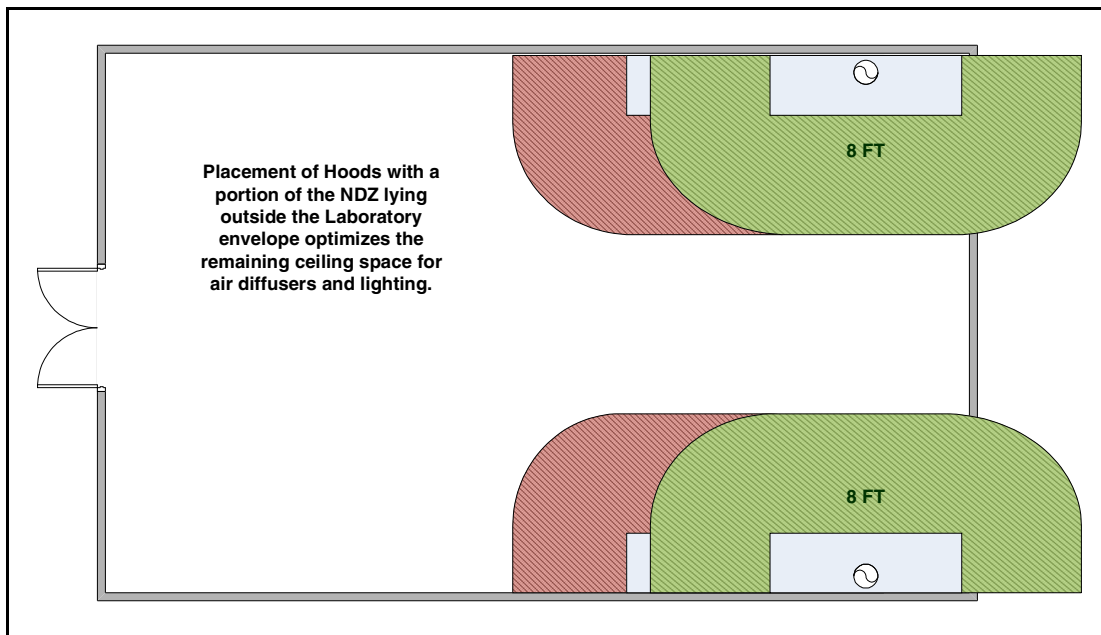 Placement of Hoods with a
portion of the NDZ lying
outside the Laboratory
envelope optimizes the
remaining ceiling space for
air diffusers and lighting.
8 FT
8 FT